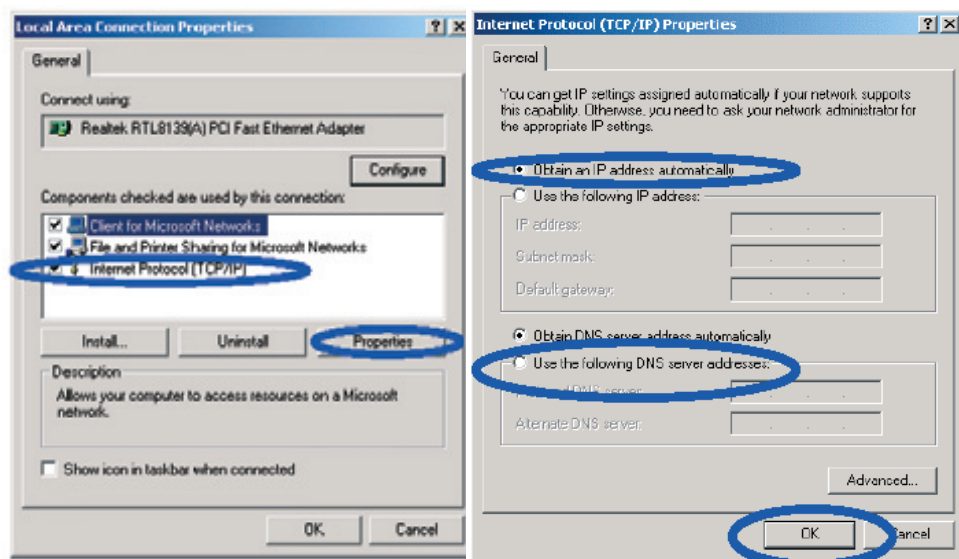 Local Area Connection Properties
General
Connect using:
Realtek RTL8139(A) PCI Fast Ethernet Adapter
Configure
Components checked are used by this connection:
Client for Microsoft Networks
File and Printer Sharing for Microsoft Networks
Internet Protocol (TCP/IP)
Install...
Uninstall
Properties
Description
Allows your computer to access resources on a Microsoft
network.
Show icon in taskbar when connected
OK
Cancel
Internet Protocol (TCP/IP) Properties
General
You can get IP settings assigned automatically if your network supports
this capability. Otherwise, you need to ask your network administrator for
the appropriate IP settings.
Obtain an IP address automatically
Use the following IP address:
IP address:
Subnet mask:
Default gateway:
Obtain DNS server address automatically
Use the following DNS server addresses:
DNS server:
Alternate DNS server:
Advanced...
OK
Cancel